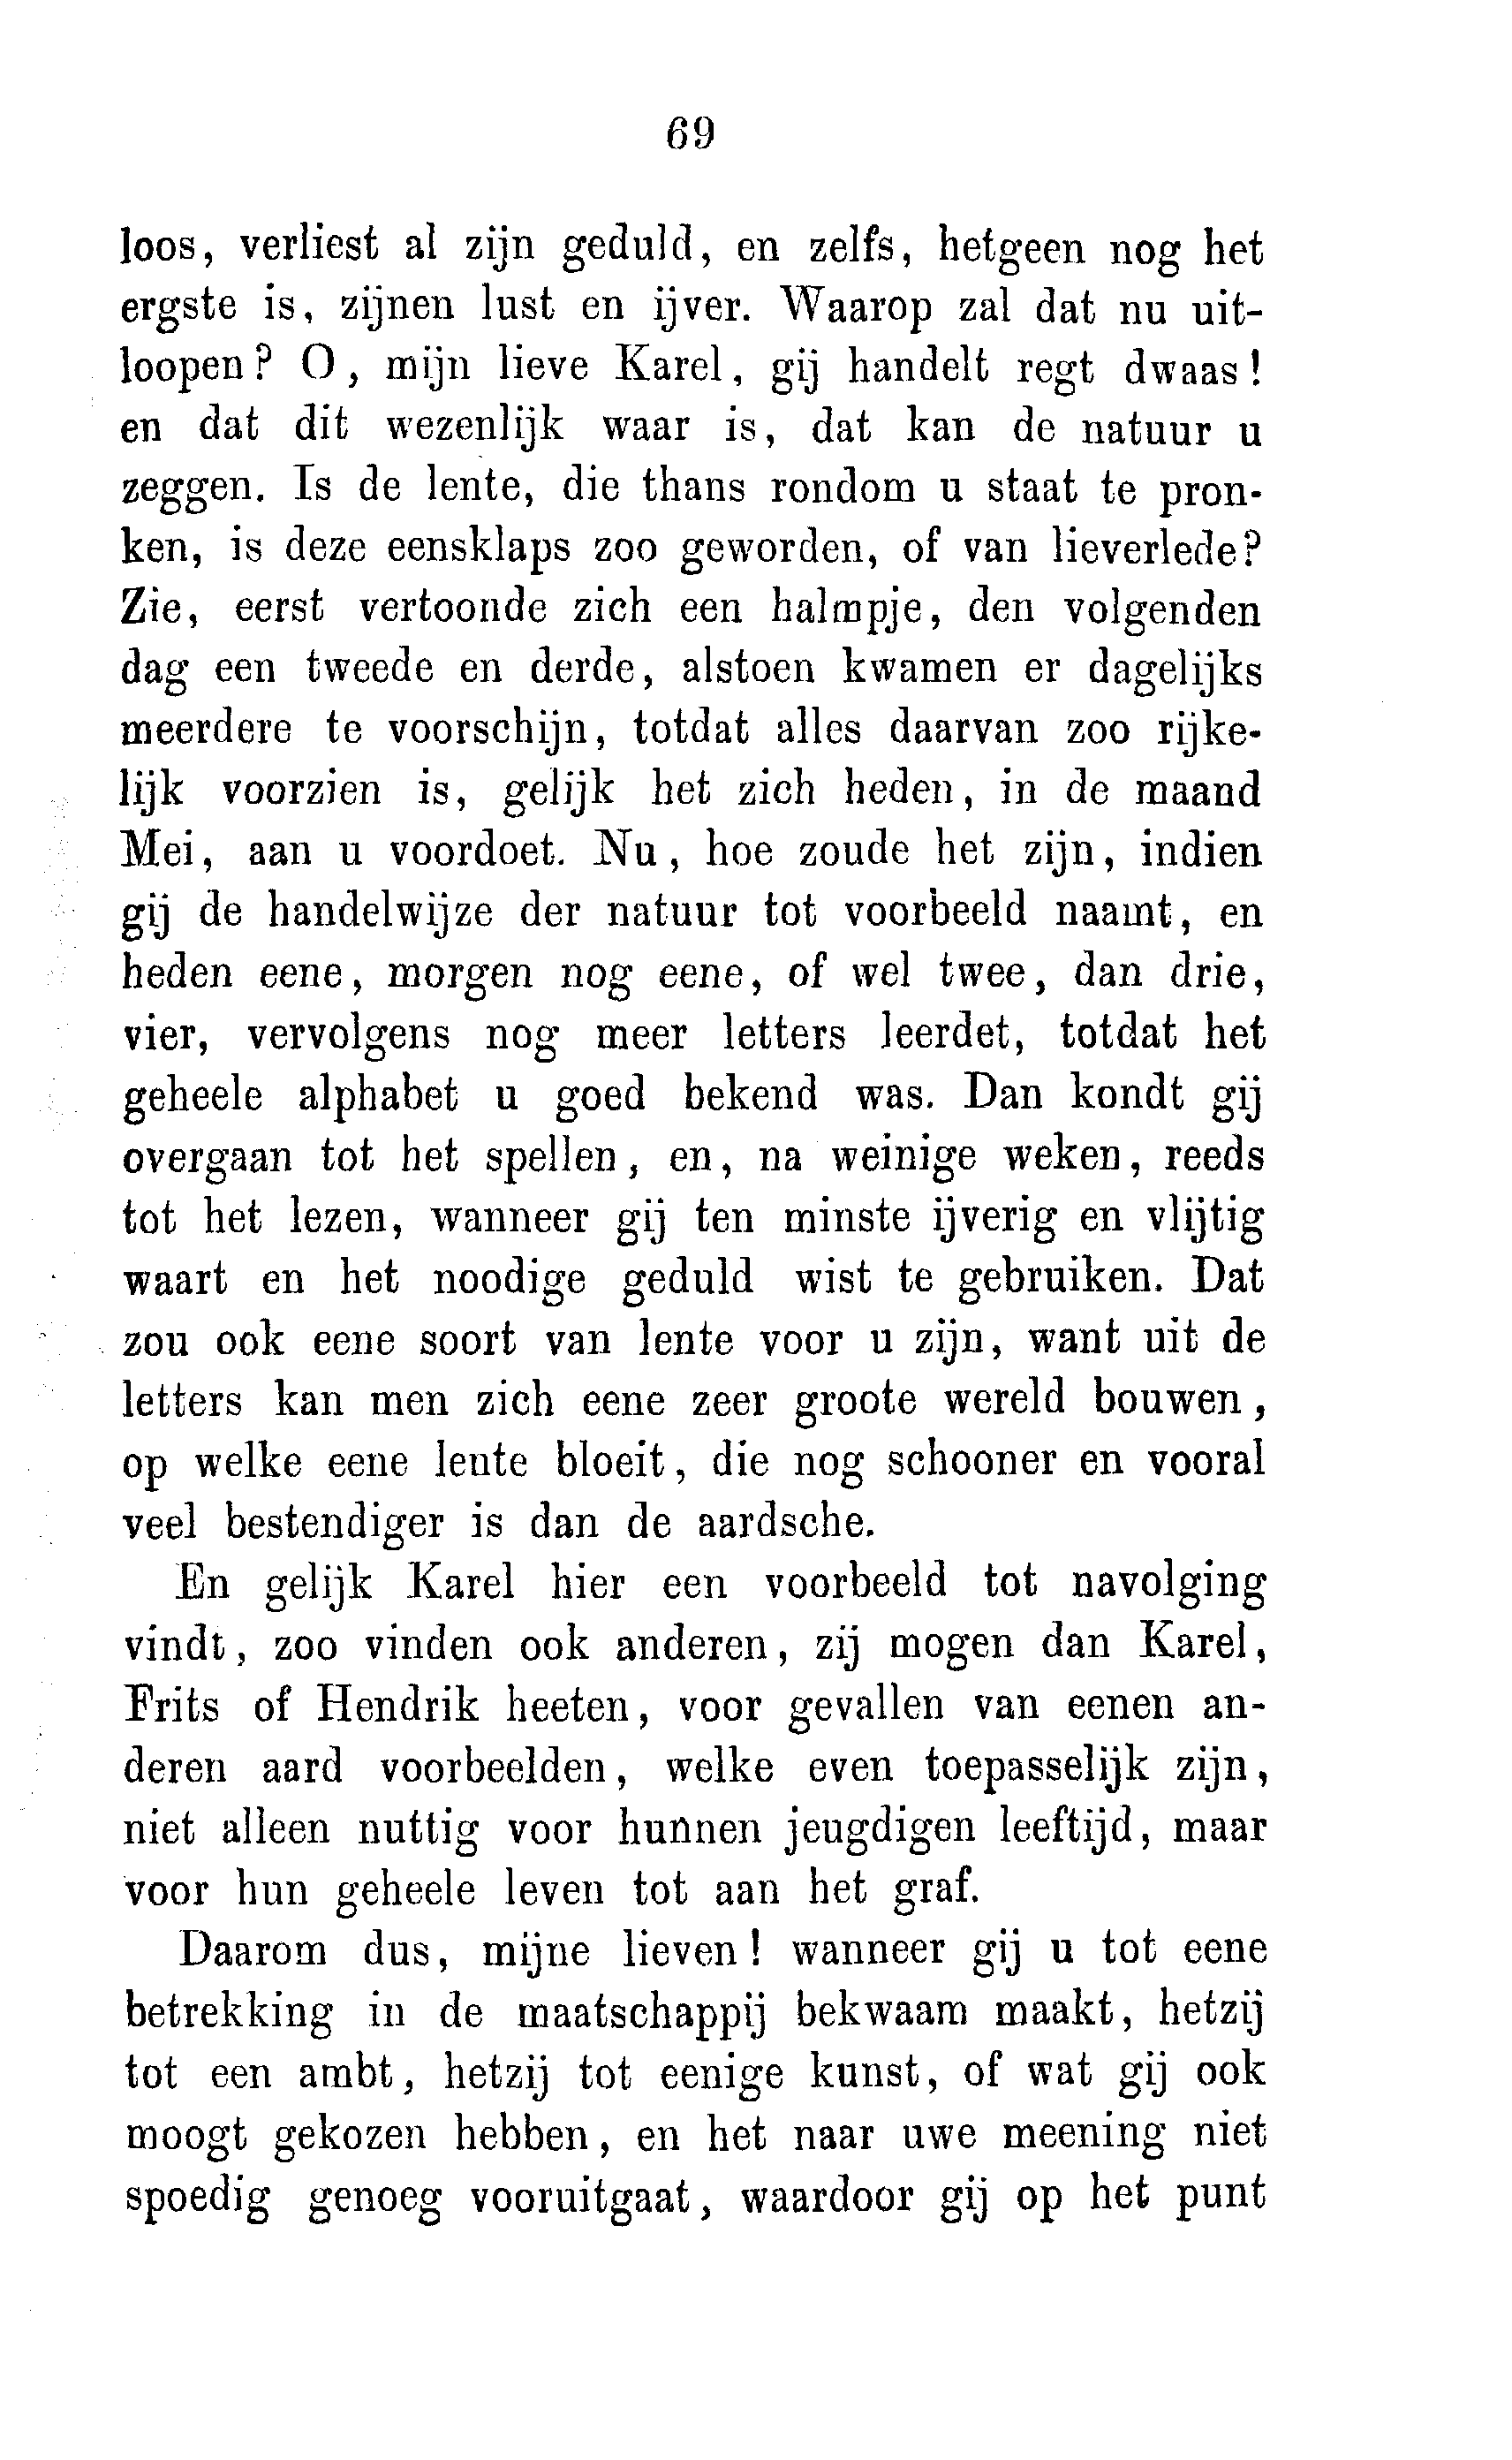 69
loos, verliest al zijn geduld, en zelfs, hetgeen nog het
ergste is, zijnen lust en ijver. Waarop zal dat nu uit-
loopen? O, mijn lieve Karel, gij handelt regt dwaas!
en dat dit wezenlijk waar is, dat kan de natuur u
zeggen. Is de lente, die thans rondom u staat te pron-
ken, is deze eensklaps zoo geworden, of van lieverlede?
Zie, eerst vertoonde zich een halmpje, den volgenden
dag een tweede en derde, alstoen kwamen er dagelijks
meerdere te voorschijn, totdat alles daarvan zoo rijke-
lijk voorzien is, gelijk het zich heden, in de maand
Mei, aan u voordoet. Nu, hoe zoude het zijn, indien
gij de handelwijze der natuur tot voorbeeld naamt, en
heden eene, morgen nog eene, of wel twee, dan drie,
vier, vervolgens nog meer letters leerdet, totdat het
geheele alphabet u goed bekend was. Dan kondt gij
overgaan tot het spellen, en, na weinige weken, reeds
tot het lezen, wanneer gij ten minste ijverig en vlijtig
waart en het noodige geduld wist te gebruiken. Dat
zou ook eene soort van lente voor u zijn, want uit de
letters kan men zich eene zeer groote wereld bouwen,
op welke eene lente bloeit, die nog schooner en vooral
veel bestendiger is dan de aardsche.
En gelijk Karel hier een voorbeeld tot navolging
vindt, zoo vinden ook anderen, zij mogen dan Karel,
Frits of Hendrik heeten, voor gevallen van eenen an-
deren aard voorbeelden, welke even toepasselijk zijn,
niet alleen nuttig voor hunnen jeugdigen leeftijd, maar
voor hun geheele leven tot aan het graf.
Daarom dus, mijne lieven! wanneer gij u tot eene
betrekking in de maatschappij bekwaam maakt, hetzij
tot een ambt, hetzij tot eenige kunst, of wat gij ook
moogt gekozen hebben, en het naar uwe meening niet
spoedig genoeg vooruitgaat, waardoor gij op het punt